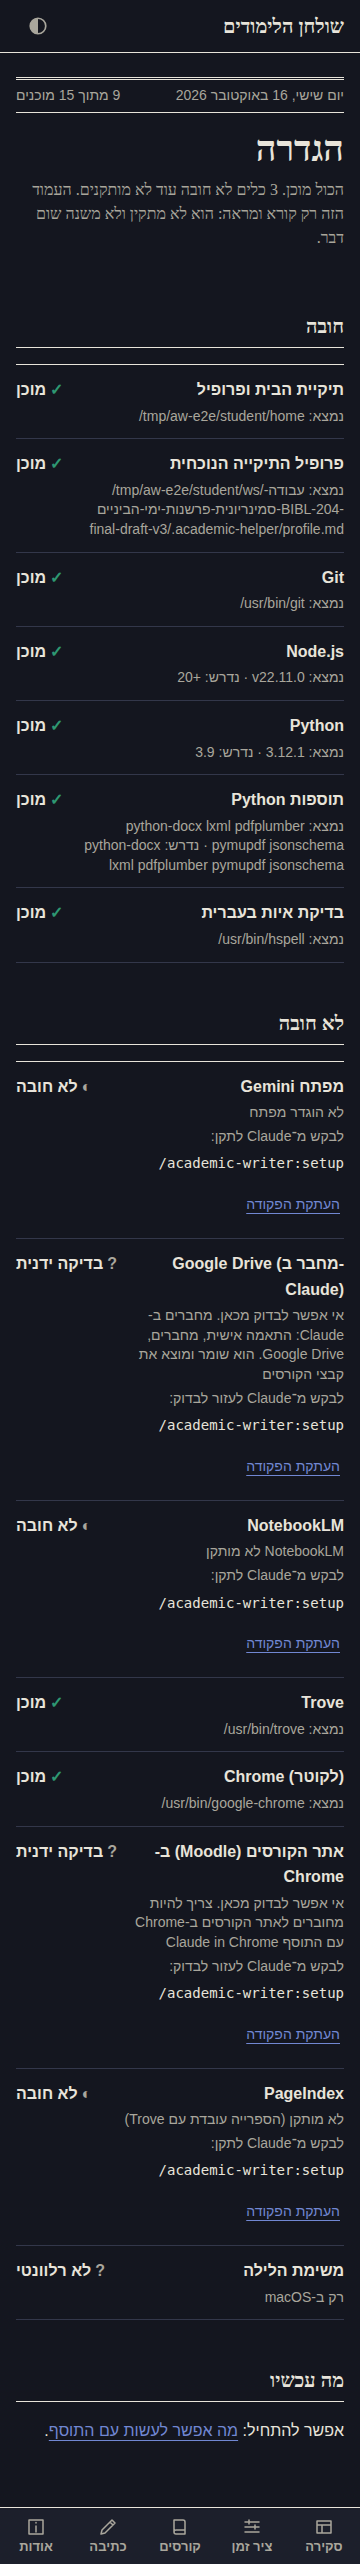 שולחן הלימודים
יום שישי, 16 באוקטובר 2026
9 מתוך 15 מוכנים
הגדרה
הכול מוכן. 3 כלים לא חובה עוד לא מותקנים. העמוד
הזה רק קורא ומראה: הוא לא מתקין ולא משנה שום
דבר.
חובה
תיקיית הבית ופרופיל
✓ מוכן
נמצא: /tmp/aw-e2e/student/home
פרופיל התיקייה הנוכחית
✓ מוכן
נמצא: /tmp/aw-e2e/student/ws/עבודה-
סמינריונית-פרשנות-ימי-הביניים-BIBL-204-
final-draft-v3/.academic-helper/profile.md
Git
✓ מוכן
נמצא: /usr/bin/git
Node.js
✓ מוכן
נמצא: v22.11.0 · נדרש: 20+
Python
✓ מוכן
נמצא: 3.12.1 · נדרש: 3.9
תוספות Python
✓ מוכן
נמצא: python-docx lxml pdfplumber
pymupdf jsonschema · נדרש: python-docx
lxml pdfplumber pymupdf jsonschema
בדיקת איות בעברית
✓ מוכן
נמצא: /usr/bin/hspell
לא חובה
מפתח Gemini
לא חובה
לא הוגדר מפתח
לבקש מ־Claude לתקן:
/academic-writer:setup
העתקת הפקודה
Google Drive (מחבר ב-
Claude)
? בדיקה ידנית
אי אפשר לבדוק מכאן. מחברים ב-
Claude: התאמה אישית, מחברים,
Google Drive. הוא שומר ומוצא את
קבצי הקורסים
לבקש מ־Claude לעזור לבדוק:
/academic-writer:setup
העתקת הפקודה
NotebookLM
לא חובה
NotebookLM לא מותקן
לבקש מ־Claude לתקן:
/academic-writer:setup
העתקת הפקודה
Trove
✓ מוכן
נמצא: /usr/bin/trove
Chrome (לקוטר)
✓ מוכן
נמצא: /usr/bin/google-chrome
אתר הקורסים (Moodle) ב-
Chrome
? בדיקה ידנית
אי אפשר לבדוק מכאן. צריך להיות
מחוברים לאתר הקורסים ב-Chrome
עם התוסף Claude in Chrome
לבקש מ־Claude לעזור לבדוק:
/academic-writer:setup
העתקת הפקודה
PageIndex
לא חובה
לא מותקן (הספרייה עובדת עם Trove)
לבקש מ־Claude לתקן:
/academic-writer:setup
העתקת הפקודה
משימת הלילה
? לא רלוונטי
רק ב-macOS
מה עכשיו
אפשר להתחיל: מה אפשר לעשות עם התוסף.
סקירה
ציר זמן
קורסים
כתיבה
אודות